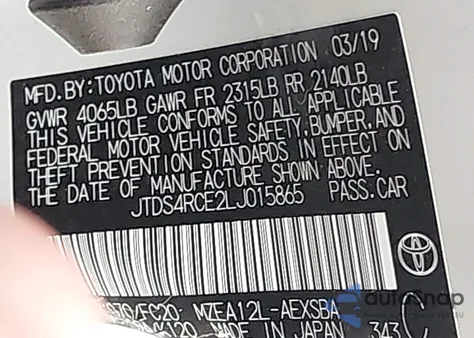 MFD. BY: TOYOTA MOTOR CORPORATION 03/19
GVWR 4065LB GAWR FR 2315LB RR 2140LB
THIS VEHICLE CONFORMS TO ALL APPLICABLE
FEDERAL MOTOR VEHICLE SAFETY, BUMPER, AND
THEFT PREVENTION STANDARDS IN EFFECT ON
THE DATE OF MANUFACTURE SHOWN ABOVE.
JTDS4RCE2LJ015865 PASS.CAR
/FC20 MZEA12L-AEXSBA
MADE IN JAPAN 343
autoSnap